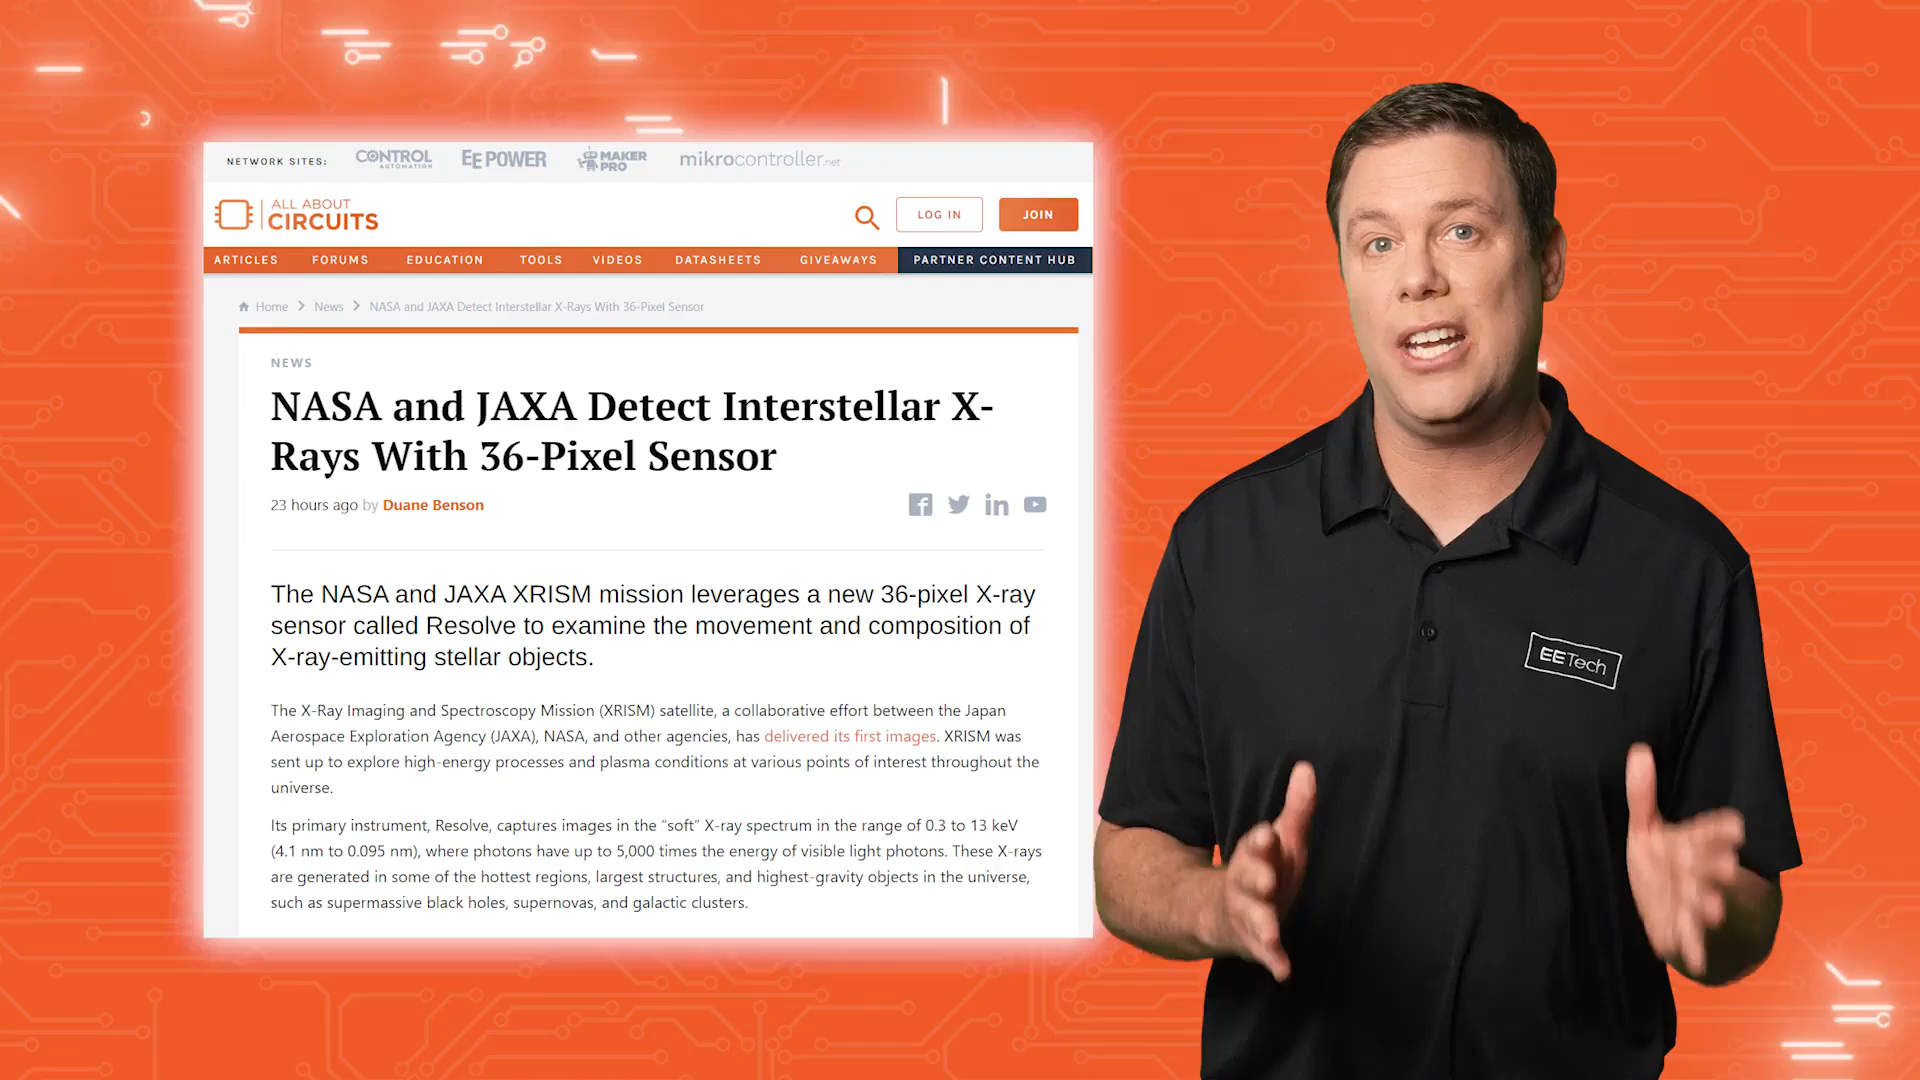 NETWORK SITES: CONTROL AUTOMATION EEPOWER MAKER PRO mikrocontroller.net
ALL ABOUT CIRCUITS
LOG IN JOIN
ARTICLES FORUMS EDUCATION TOOLS VIDEOS DATASHEETS GIVEAWAYS PARTNER CONTENT HUB
Home > News > NASA and JAXA Detect Interstellar X-Rays With 36-Pixel Sensor
NEWS
NASA and JAXA Detect Interstellar X-
Rays With 36-Pixel Sensor
23 hours ago by Duane Benson
The NASA and JAXA XRISM mission leverages a new 36-pixel X-ray
sensor called Resolve to examine the movement and composition of
X-ray-emitting stellar objects.
The X-Ray Imaging and Spectroscopy Mission (XRISM) satellite, a collaborative effort between the Japan
Aerospace Exploration Agency (JAXA), NASA, and other agencies, has delivered its first images. XRISM was
sent up to explore high-energy processes and plasma conditions at various points of interest throughout the
universe.
Its primary instrument, Resolve, captures images in the “soft” X-ray spectrum in the range of 0.3 to 13 keV
(4.1 nm to 0.095 nm), where photons have up to 5,000 times the energy of visible light photons. These X-rays
are generated in some of the hottest regions, largest structures, and highest-gravity objects in the universe,
such as supermassive black holes, supernovas, and galactic clusters.
EETech